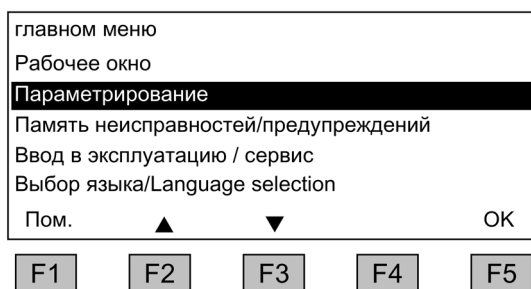 главном меню
Рабочее окно
Параметрирование
Память неисправностей/предупреждений
Ввод в эксплуатацию / сервис
Выбор языка/Language selection
Пом. ▲ ▼ OK
F1 F2 F3 F4 F5